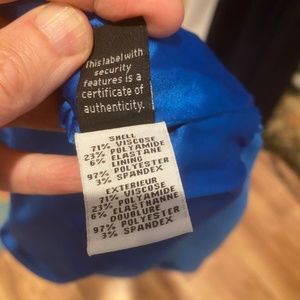 This label with
security
features is a
certificate of
authenticity.
SHELL
71% VISCOSE
23% POLYAMIDE
6% ELASTANE
LINING
97% POLYESTER
3% SPANDEX
EXTERIEUR
71% VISCOSE
23% POLYAMIDE
6% ELASTHANNE
DOUBLURE
97% POLYESTER
3% SPANDEX